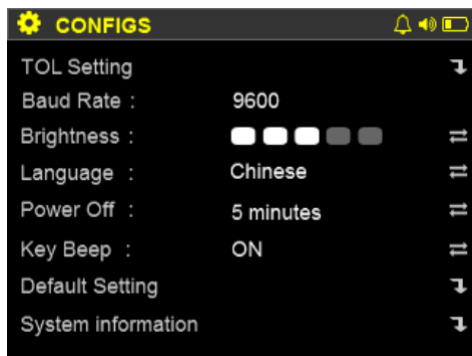 CONFIGS
TOL Setting
Baud Rate : 9600
Brightness :
Language : Chinese
Power Off : 5 minutes
Key Beep : ON
Default Setting
System information